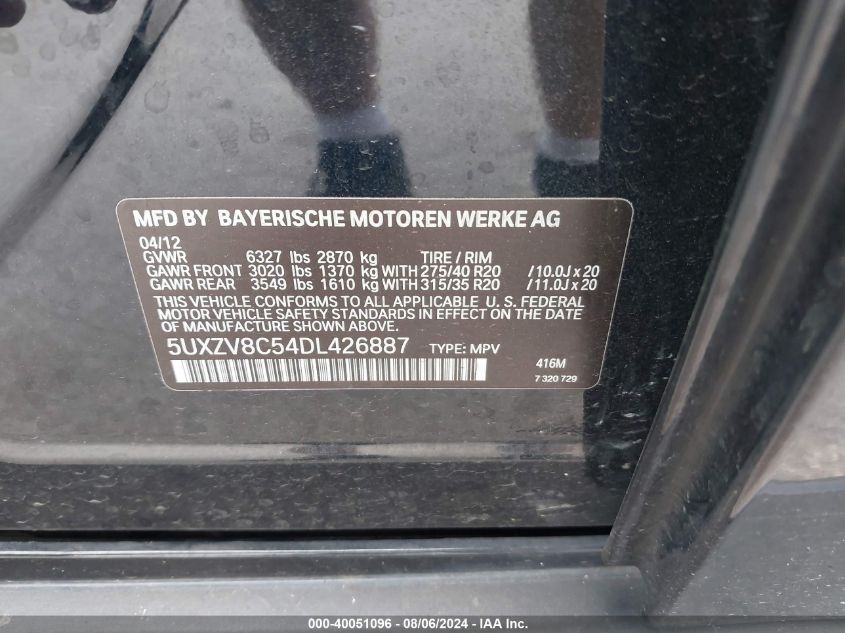 MFD BY BAYERISCHE MOTOREN WERKE AG
04/12
GVWR 6327 lbs 2870 kg TIRE / RIM
GAWR FRONT 3020 lbs 1370 kg WITH 275/40 R20 /10.0J x 20
GAWR REAR 3549 lbs 1610 kg WITH 315/35 R20 /11.0J x 20
THIS VEHICLE CONFORMS TO ALL APPLICABLE U. S. FEDERAL
MOTOR VEHICLE SAFETY STANDARDS IN EFFECT ON THE DATE
OF MANUFACTURE SHOWN ABOVE.
5UXZV8C54DL426887 TYPE: MPV
416M
7 320 729
000-40051096 - 08/06/2024 - IAA Inc.